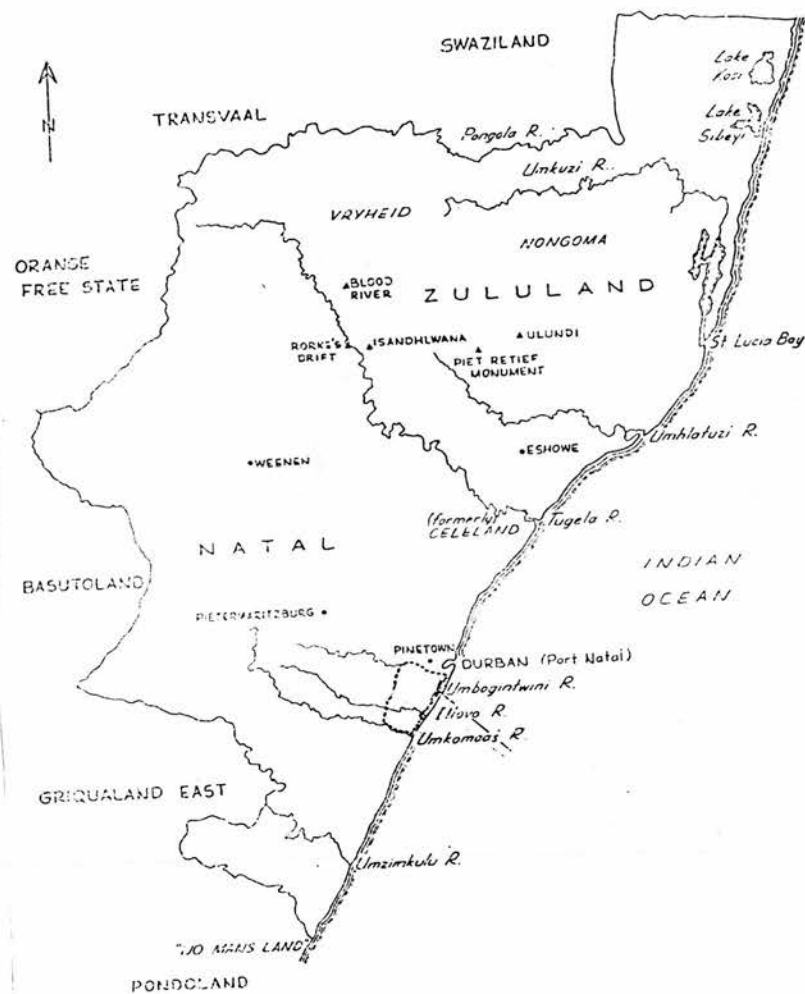 SWAZILAND
Lake
Kosi
N
TRANSVAAL
Lake
Sibeyi
Pongola R.
Umkuzi R..
VRYHEID
NONGOMA
ORANGE
FREE STATE
BLOOD
RIVER
ZULULAND
ULUNDI
RORKE'S
DRIFT
ISANDHLWANA
PIET RETIEF
MONUMENT
St Lucia Bay
Umhlatuzi R.
ESHOWE
WEENEN
(formerly)
CELELAND
Tugela R.
NATAL
INDIAN
OCEAN
BASUTOLAND
PIETERMARITZBURG
PINETOWN
DURBAN (Port Natal)
Umbogintwini R.
Illovo R.
Umkomaas R.
GRIQUALAND EAST
Umzimkulu R.
"NO MANS LAND"
PONDOLAND